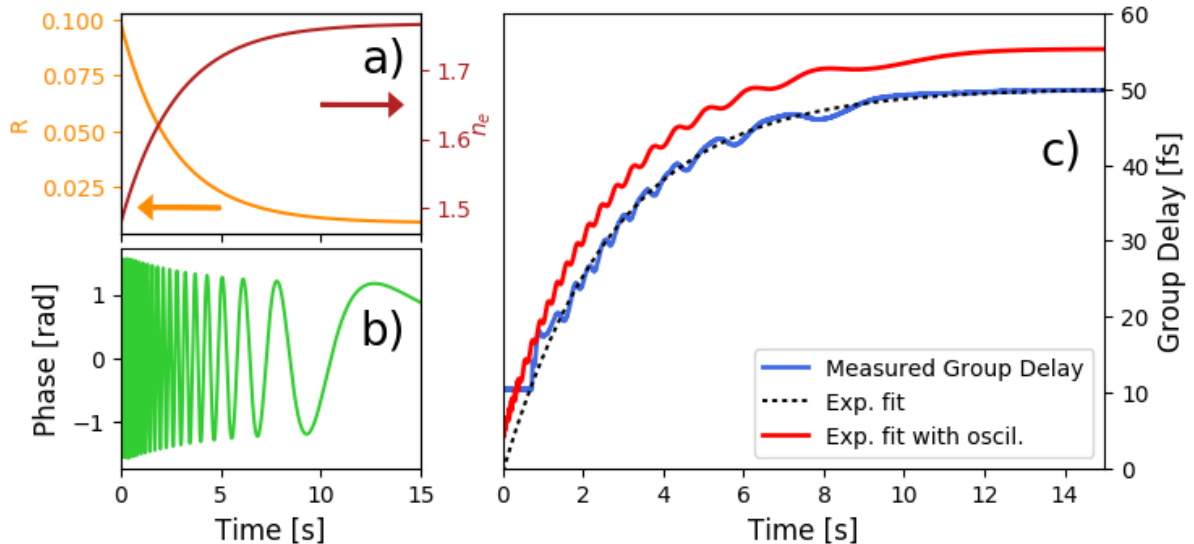 a)
R
0.100
0.075
0.050
0.025
1.7
1.6
1.5
n_e
b)
Phase [rad]
1
0
−1
0
5
10
15
Time [s]
c)
60
50
40
30
20
10
0
Group Delay [fs]
Measured Group Delay
Exp. fit
Exp. fit with oscil.
0
2
4
6
8
10
12
14
Time [s]